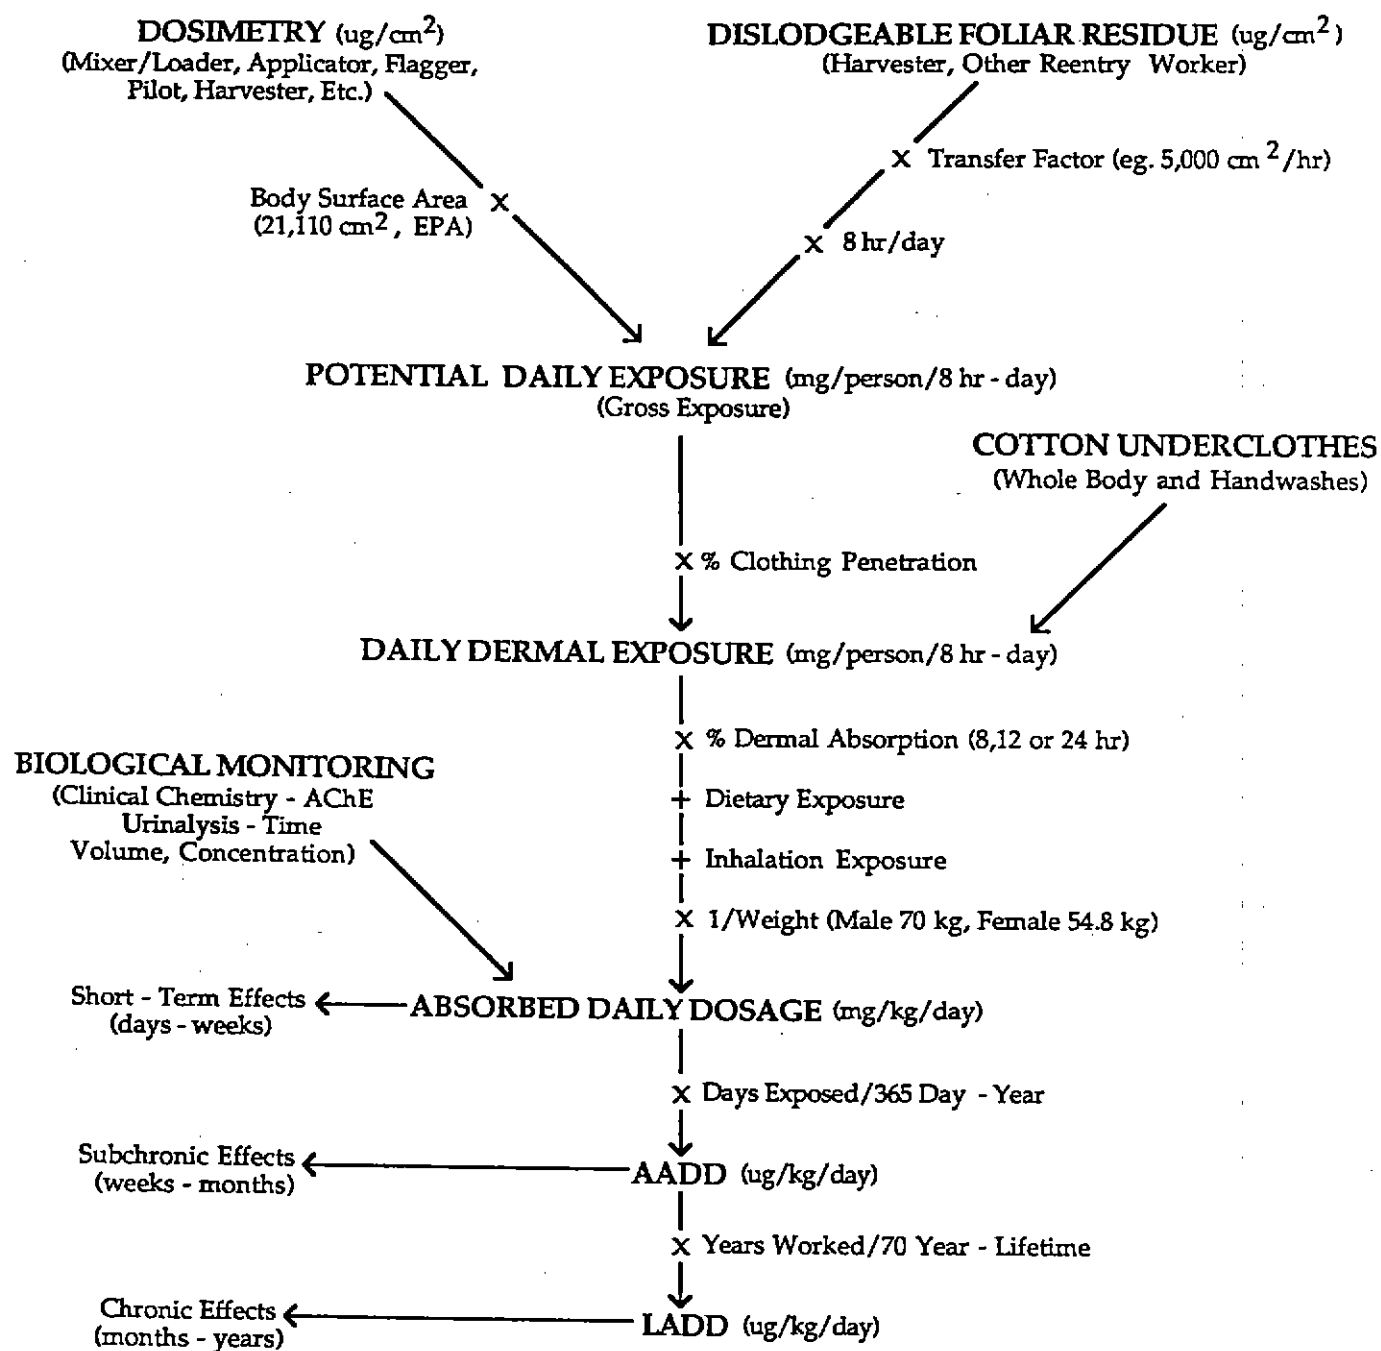 DOSIMETRY (ug/cm²)
(Mixer/Loader, Applicator, Flagger,
Pilot, Harvester, Etc.)
DISLODGEABLE FOLIAR RESIDUE (ug/cm²)
(Harvester, Other Reentry Worker)
X Transfer Factor (eg. 5,000 cm²/hr)
Body Surface Area X
(21,110 cm², EPA)
X 8 hr/day
POTENTIAL DAILY EXPOSURE (mg/person/8 hr - day)
(Gross Exposure)
COTTON UNDERCLOTHES
(Whole Body and Handwashes)
X % Clothing Penetration
DAILY DERMAL EXPOSURE (mg/person/8 hr - day)
X % Dermal Absorption (8,12 or 24 hr)
BIOLOGICAL MONITORING
(Clinical Chemistry - AChE
Urinalysis - Time
Volume, Concentration)
+ Dietary Exposure
+ Inhalation Exposure
X 1/Weight (Male 70 kg, Female 54.8 kg)
Short - Term Effects
(days - weeks)
ABSORBED DAILY DOSAGE (mg/kg/day)
X Days Exposed/365 Day - Year
Subchronic Effects
(weeks - months)
AADD (ug/kg/day)
X Years Worked/70 Year - Lifetime
Chronic Effects
(months - years)
LADD (ug/kg/day)